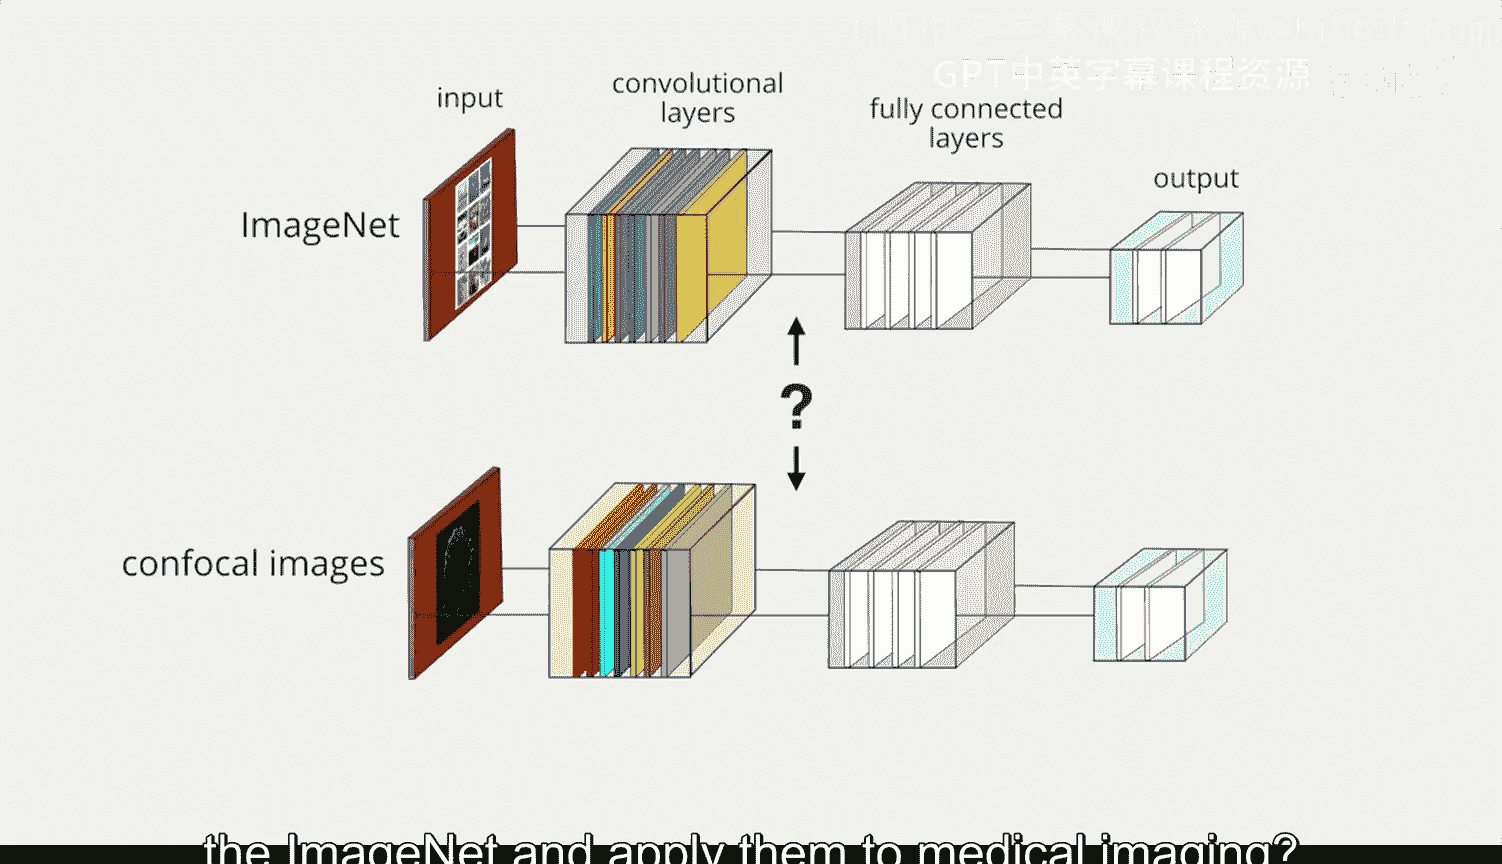 GPT中英字幕课程资源
input
convolutional
layers
fully connected
layers
output
ImageNet
?
confocal images
the ImageNet and apply them to medical imaging?